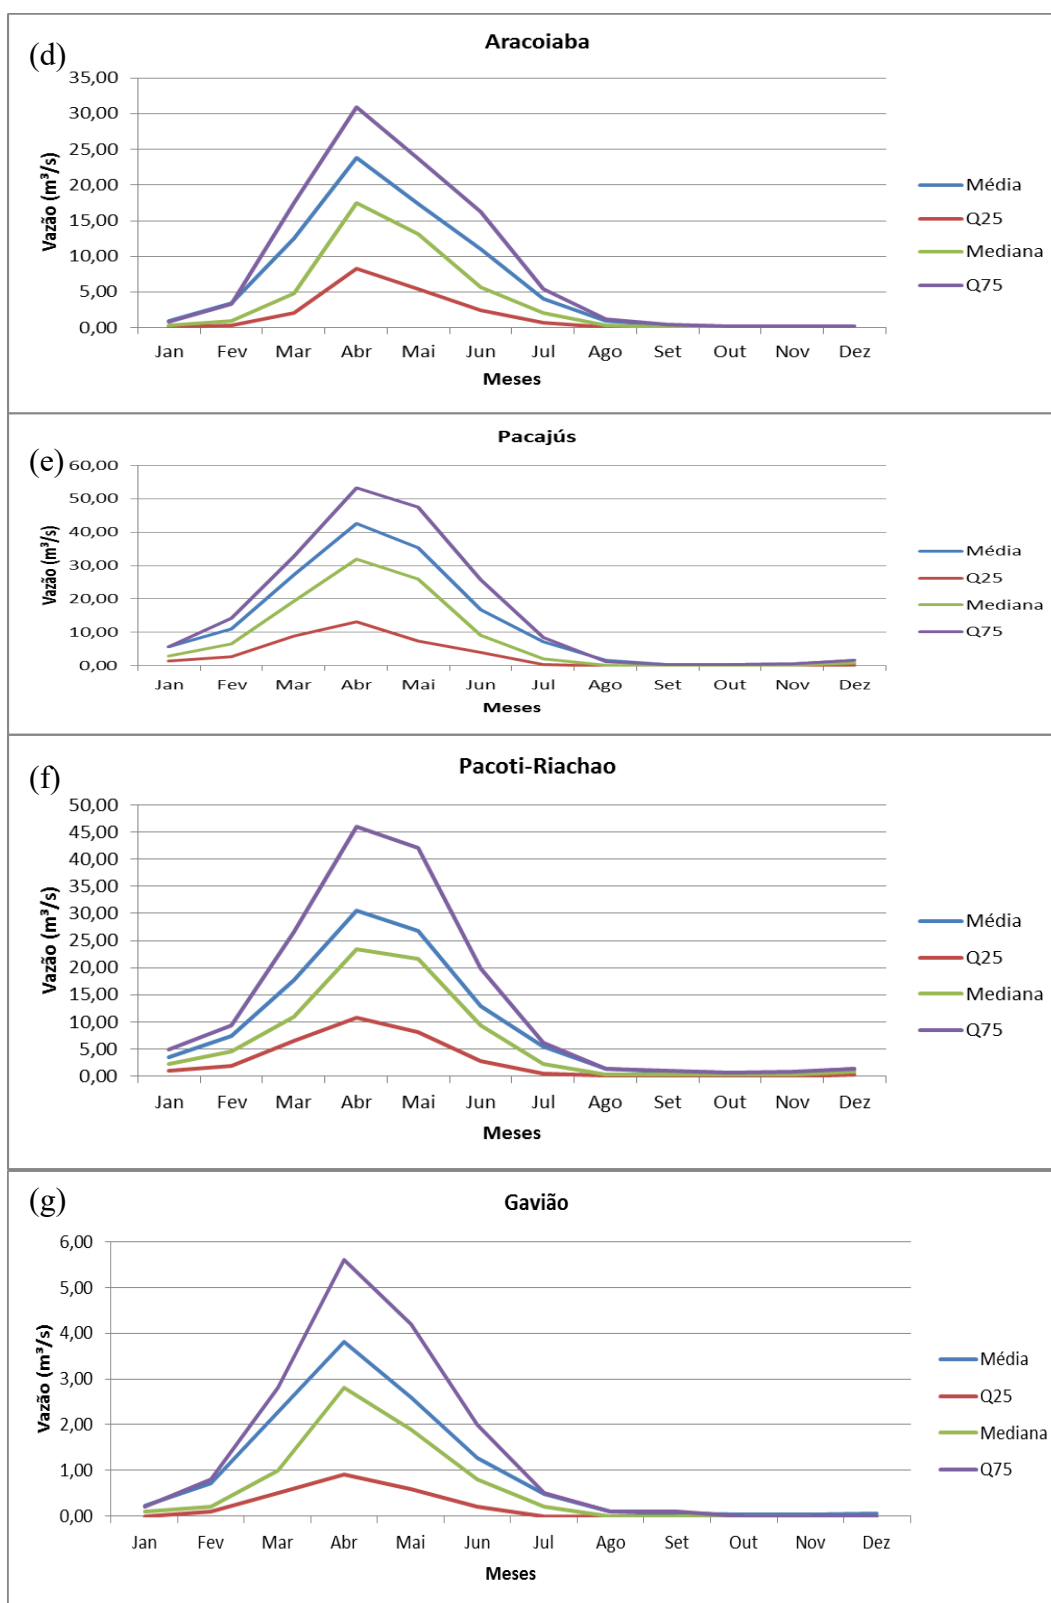 (d)
Aracoiaba
Vazão (m³/s)
35,00
30,00
25,00
20,00
15,00
10,00
5,00
0,00
Jan Fev Mar Abr Mai Jun Jul Ago Set Out Nov Dez
Meses
Média
Q25
Mediana
Q75
(e)
Pacajús
Vazão (m³/s)
60,00
50,00
40,00
30,00
20,00
10,00
0,00
Jan Fev Mar Abr Mai Jun Jul Ago Set Out Nov Dez
Meses
Média
Q25
Mediana
Q75
(f)
Pacoti-Riachao
Vazão (m³/s)
50,00
45,00
40,00
35,00
30,00
25,00
20,00
15,00
10,00
5,00
0,00
Jan Fev Mar Abr Mai Jun Jul Ago Set Out Nov Dez
Meses
Média
Q25
Mediana
Q75
(g)
Gavião
Vazão (m³/s)
6,00
5,00
4,00
3,00
2,00
1,00
0,00
Jan Fev Mar Abr Mai Jun Jul Ago Set Out Nov Dez
Meses
Média
Q25
Mediana
Q75